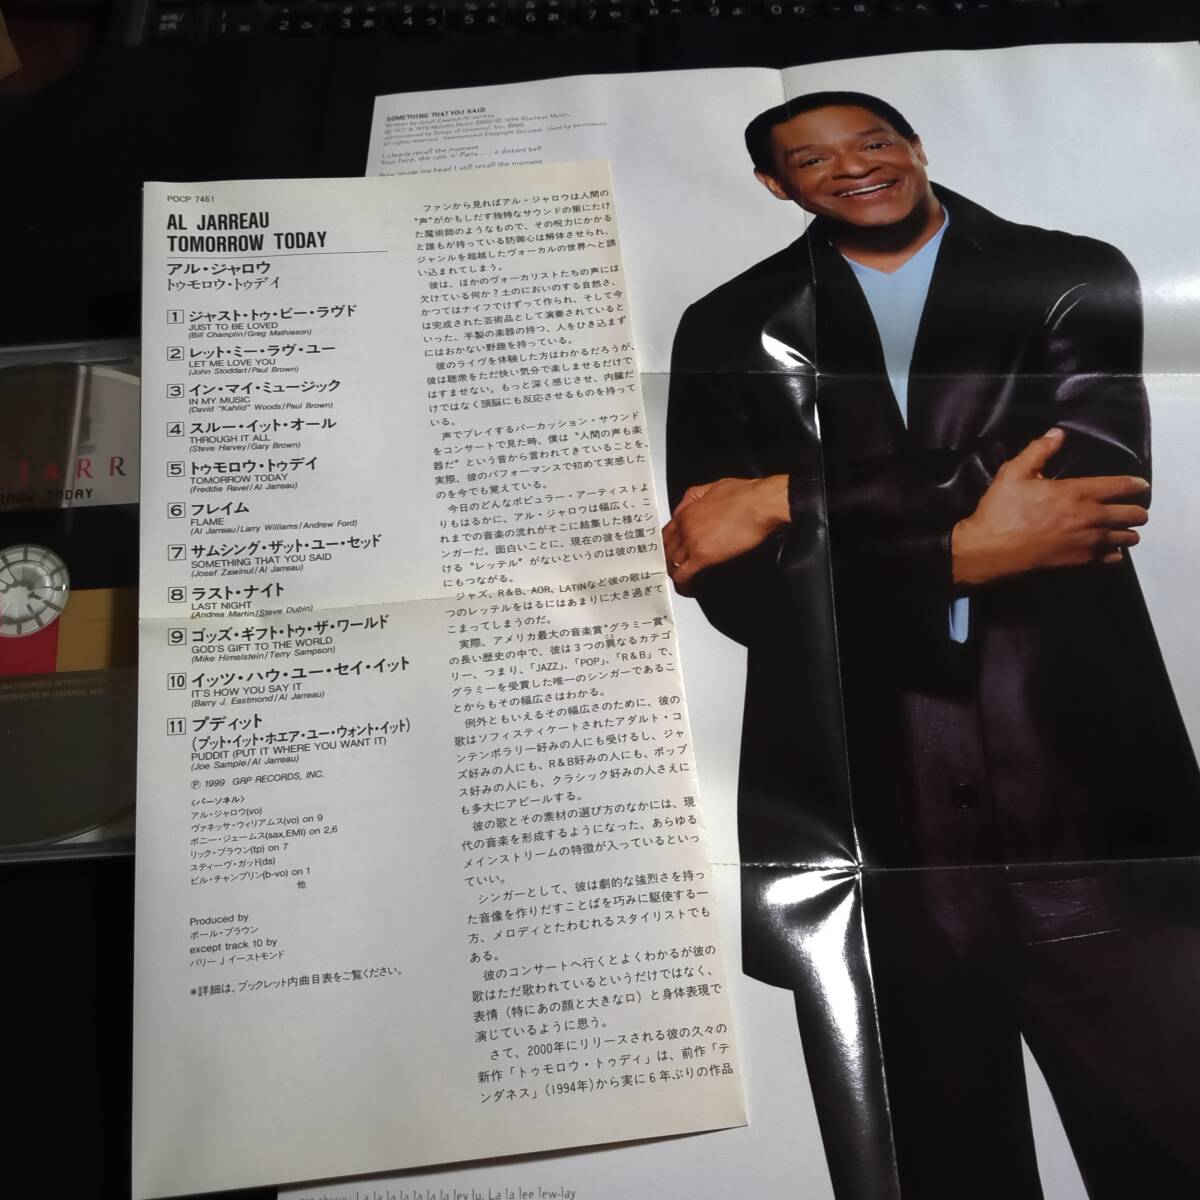 SOMETHING THAT YOU SAID
Written by Josef Zawinul/Al Jarreau
I clearly recall the moment
Your face, the rain 'n' Paris . . . a distant bell
Now inside my head I still recall the moment
POCP 7461
AL JARREAU
TOMORROW TODAY
アル・ジャロウ
トゥモロウ・トゥデイ
1 ジャスト・トゥ・ビー・ラヴド
JUST TO BE LOVED
(Bill Champlin/Greg Mathieson)
2 レット・ミー・ラヴ・ユー
LET ME LOVE YOU
(John Stoddart/Paul Brown)
3 イン・マイ・ミュージック
IN MY MUSIC
(David "Kahlid" Woods/Paul Brown)
4 スルー・イット・オール
THROUGH IT ALL
(Steve Harvey/Gary Brown)
5 トゥモロウ・トゥデイ
TOMORROW TODAY
(Freddie Ravel/Al Jarreau)
6 フレイム
FLAME
(Al Jarreau/Larry Williams/Andrew Ford)
7 サムシング・ザット・ユー・セッド
SOMETHING THAT YOU SAID
(Josef Zawinul/Al Jarreau)
8 ラスト・ナイト
LAST NIGHT
(Andrea Martin/Steve Dubin)
9 ゴッズ・ギフト・トゥ・ザ・ワールド
GOD'S GIFT TO THE WORLD
(Mike Himelstein/Terry Sampson)
10 イッツ・ハウ・ユー・セイ・イット
IT'S HOW YOU SAY IT
(Barry J. Eastmond/Al Jarreau)
11 プディット
(プット・イット・ホエア・ユー・ウォント・イット)
PUDDIT (PUT IT WHERE YOU WANT IT)
(Joe Sample/Al Jarreau)
℗ 1999 GRP RECORDS, INC.
〈パーソネル〉
アル・ジャロウ(vo)
ヴァネッサ・ウィリアムス(vo) on 9
ボニー・ジェームス(sax,EMI) on 2,6
リック・ブラウン(tp) on 7
スティーヴ・ガッド(ds)
ビル・チャンプリン(b-vo) on 1
他
Produced by
ポール・ブラウン
except track 10 by
バリー J イーストモンド
*詳細は、ブックレット内曲目表をご覧ください。
ファンから見ればアル・ジャロウは人間の
"声"がかもしだす独特なサウンドの策にたけ
た魔術師のようなもので、その呪力にかかる
と誰もが持っている防御心は解体させられ、
ジャンルを超越したヴォーカルの世界へと誘
い込まれてしまう。
彼は、ほかのヴォーカリストたちの声には
欠けている何か？土のにおいのする自然さ、
かつてはナイフでけずって作られ、そして今
は完成された芸術品として演奏されていると
いった、手製の楽器の持つ、人をひき込まず
にはおかない野趣を持っている。
彼のライヴを体験した方はわかるだろうが、
彼は聴衆をただ快い気分で楽しませるだけで
はすませない。もっと深く感じさせ、内臓だ
けではなく頭脳にも反応させるものを持って
いる。
声でプレイするパーカッション・サウンド
をコンサートで見た時、僕は"人間の声も楽
器だ"という昔から言われてきていることを、
実際、彼のパフォーマンスで初めて実感した
のを今でも覚えている。
今日のどんなポピュラー・アーティストよ
りもはるかに、アル・ジャロウは幅広く、こ
れまでの音楽の流れがそこに結集した様なシ
ンガーだ。面白いことに、現在の彼を位置づ
ける"レッテル"がないというのは彼の魅力
にもつながる。
ジャズ、R＆B、AOR、LATINなど彼の歌は一
つのレッテルをはるにはあまりに大き過ぎて
こまってしまうのだ。
実際、アメリカ最大の音楽賞"グラミー賞"
の長い歴史の中で、彼は３つの異なるカテゴ
リー、つまり、「JAZZ」、「POP」、「R＆B」で、
グラミーを受賞した唯一のシンガーであるこ
とからもその幅広さはわかる。
例外ともいえるその幅広さのために、彼の
歌はソフィスティケートされたアダルト・コ
ンテンポラリー好みの人にも受けるし、ジャ
ズ好みの人にも、R＆B好みの人にも、ポップ
ス好みの人にも、クラシック好みの人さえに
も多大にアピールする。
彼の歌とその素材の選び方のなかには、現
代の音楽を形成するようになった、あらゆる
メインストリームの特徴が入っているといっ
ていい。
シンガーとして、彼は劇的な強烈さを持っ
た音像を作りだすことばを巧みに駆使する一
方、メロディとたわむれるスタイリストでも
ある。
彼のコンサートへ行くとよくわかるが彼の
歌はただ歌われているというだけではなく、
表情（特にあの顔と大きな口）と身体表現で
演じているように思う。
さて、2000年にリリースされる彼の久々の
新作「トゥモロウ・トゥデイ」は、前作「テ
ンダネス」（1994年）から実に６年ぶりの作品
JARR
ROW TODAY
La la la la la la la ley lu, La la lee lew-lay